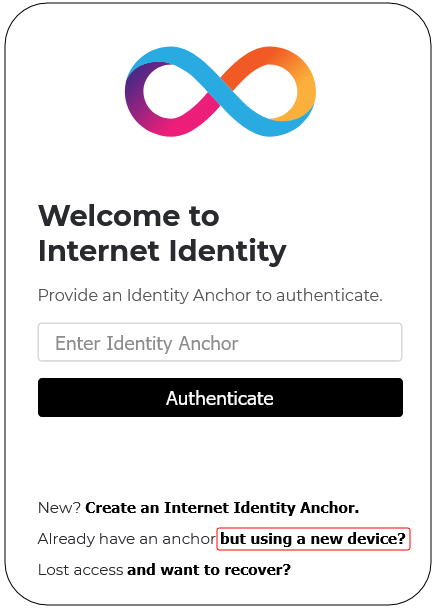 Welcome to
Internet Identity
Provide an Identity Anchor to authenticate.
Enter Identity Anchor
Authenticate
New? Create an Internet Identity Anchor.
Already have an anchor but using a new device?
Lost access and want to recover?